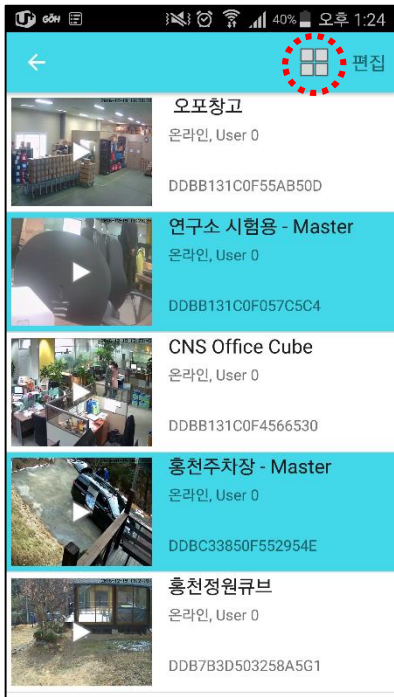 GÖH 40% 오후 1:24
편집
오포창고
온라인, User 0
DDBB131C0F55AB50D
연구소 시험용 - Master
온라인, User 0
DDBB131C0F057C5C4
CNS Office Cube
온라인, User 0
DDBB131C0F4566530
홍천주차장 - Master
온라인, User 0
DDBC33850F552954E
홍천정원큐브
온라인, User 0
DDB7B3D503258A5G1